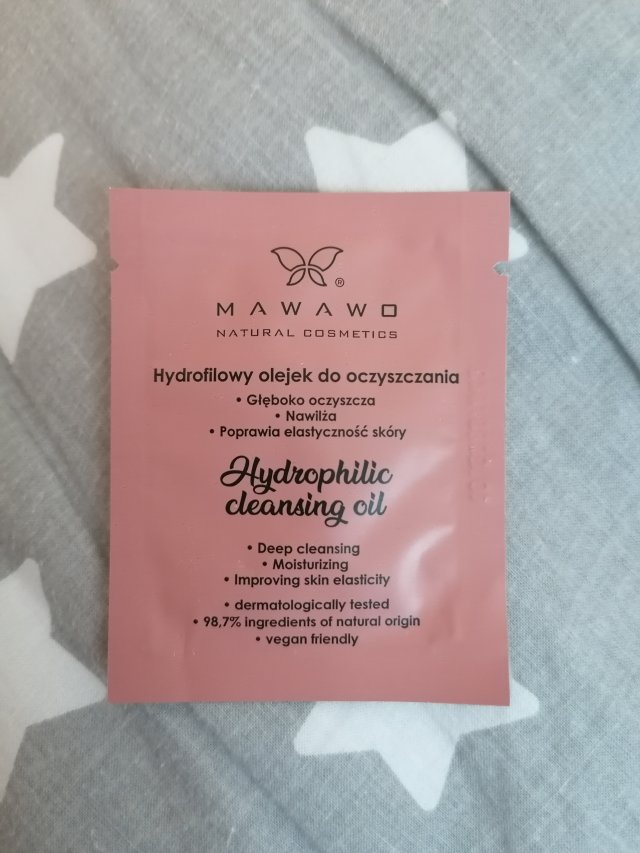 ®
MAWAWO
NATURAL COSMETICS
Hydrofilowy olejek do oczyszczania
• Głęboko oczyszcza
• Nawilża
• Poprawia elastyczność skóry
Hydrophilic
cleansing oil
• Deep cleansing
• Moisturizing
• Improving skin elasticity
• dermatologically tested
• 98,7% ingredients of natural origin
• vegan friendly